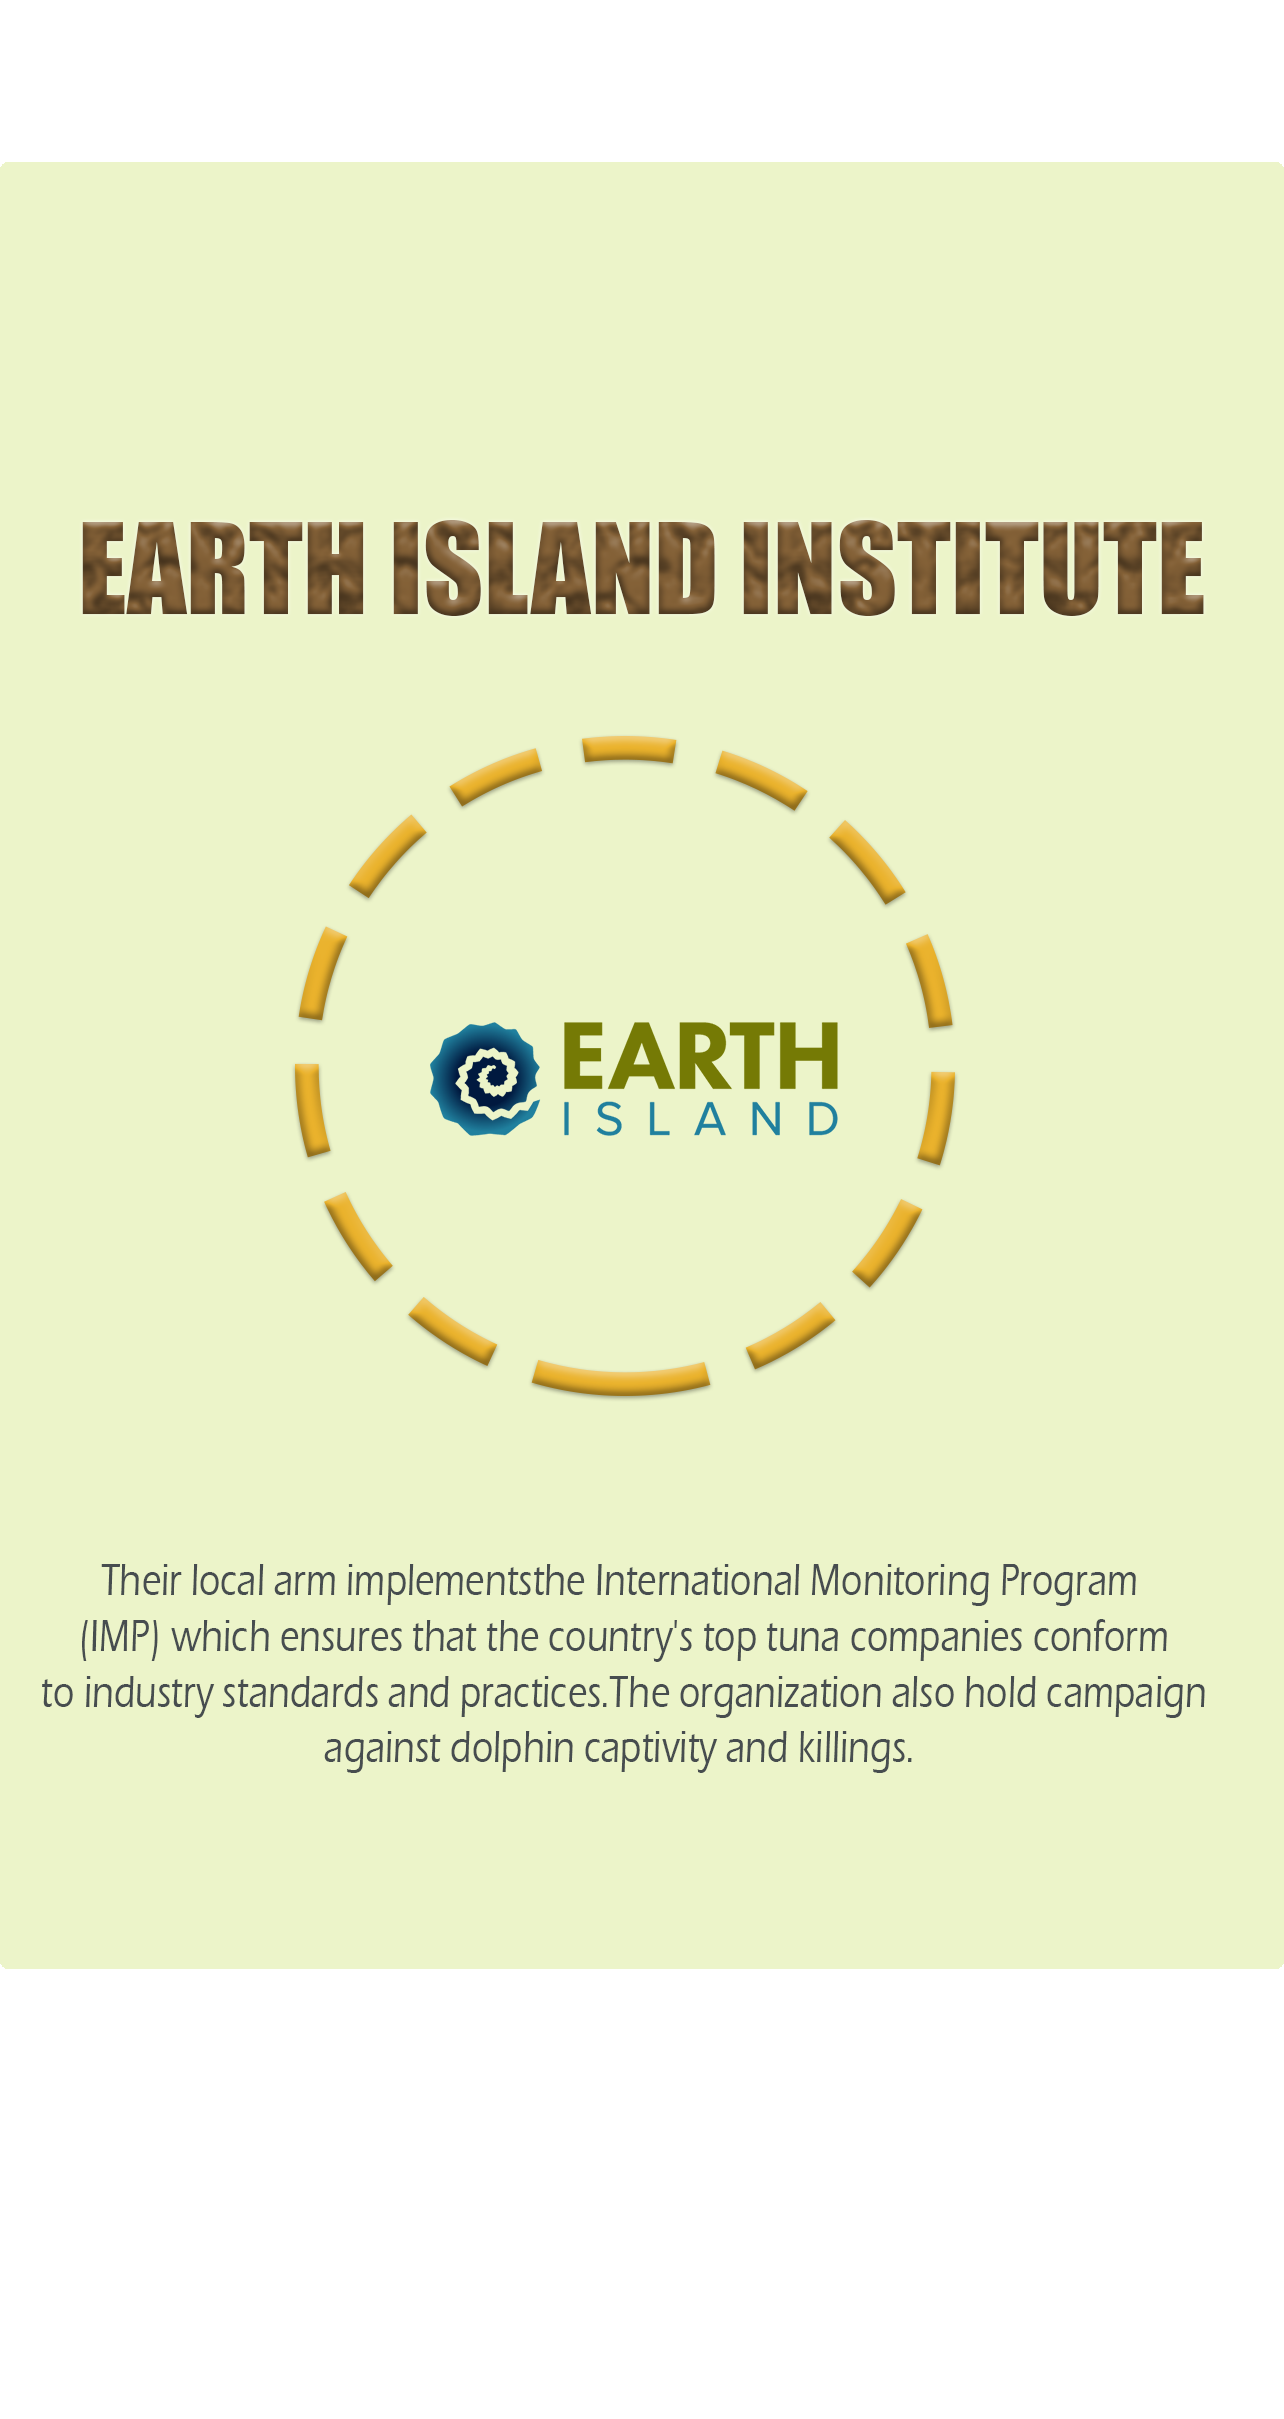 EARTH ISLAND INSTITUTE
EARTH
ISLAND
Their local arm implementsthe International Monitoring Program
(IMP) which ensures that the country's top tuna companies conform
to industry standards and practices.The organization also hold campaign
against dolphin captivity and killings.